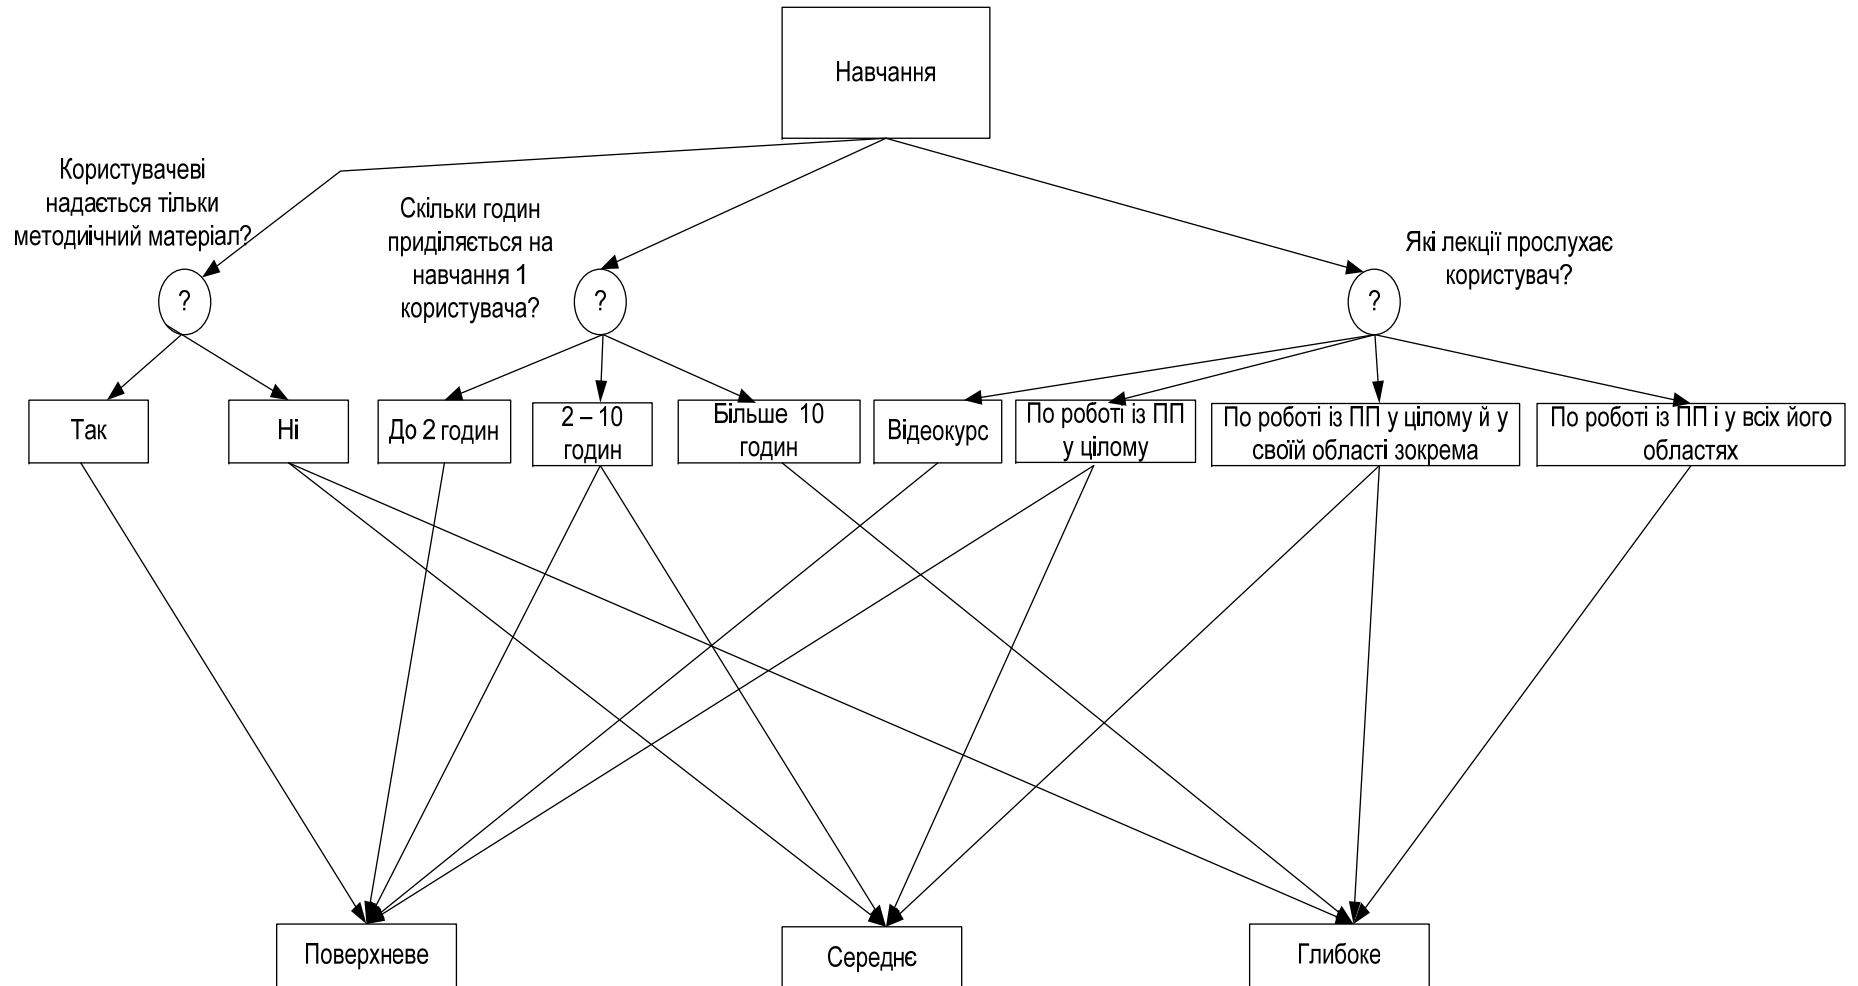 Навчання
Користувачеві
надається тільки
методиічний матеріал?
Скільки годин
приділяється на
навчання 1
користувача?
Які лекції прослухає
користувач?
?
?
?
Так
Ні
До 2 годин
2 – 10
годин
Більше 10
годин
Відеокурс
По роботі із ПП
у цілому
По роботі із ПП у цілому й у
своїй області зокрема
По роботі із ПП і у всіх його
областях
Поверхневе
Середнє
Глибоке